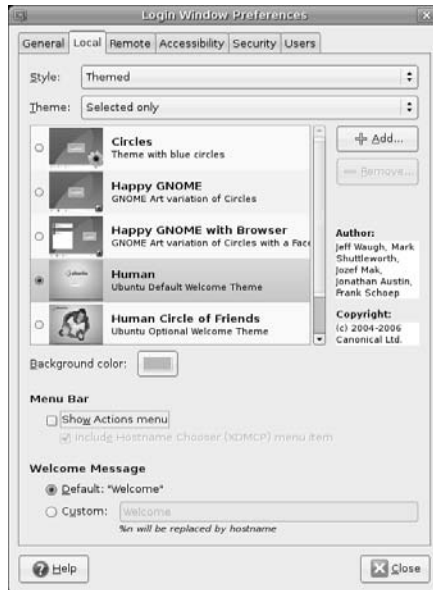 Login Window Preferences
General Local Remote Accessibility Security Users
Style: Themed
Theme: Selected only
Circles
Theme with blue circles
Happy GNOME
GNOME Art variation of Circles
Happy GNOME with Browser
GNOME Art variation of Circles with a Face
Human
Ubuntu Default Welcome Theme
Human Circle of Friends
Ubuntu Optional Welcome Theme
Add...
Remove...
Author:
Jeff Waugh, Mark
Shuttleworth,
Jozef Mak,
Jonathan Austin,
Frank Schoep
Copyright:
(c) 2004-2006
Canonical Ltd.
Background color:
Menu Bar
Show Actions menu
Include Hostname Chooser (XDMCP) menu item
Welcome Message
Default: "Welcome"
Custom: Welcome
%n will be replaced by hostname
Help
Close